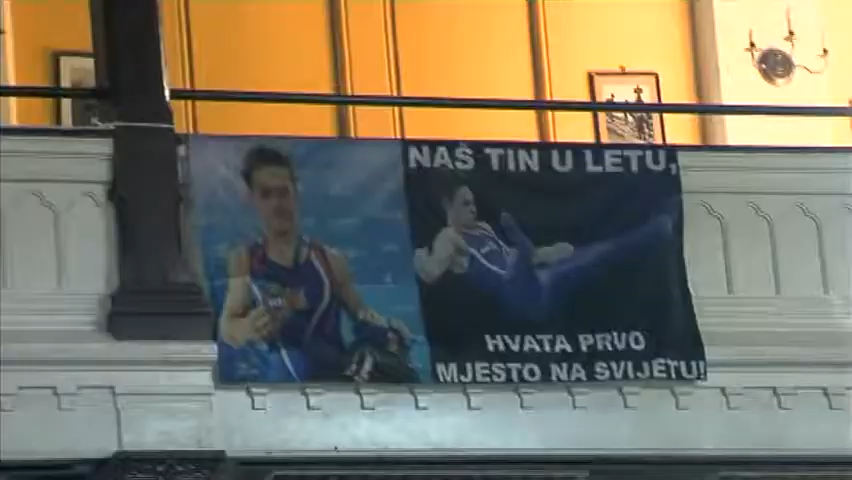 NAŠ TIN U LETU,
HVATA PRVO
MJESTO NA SVIJETU!